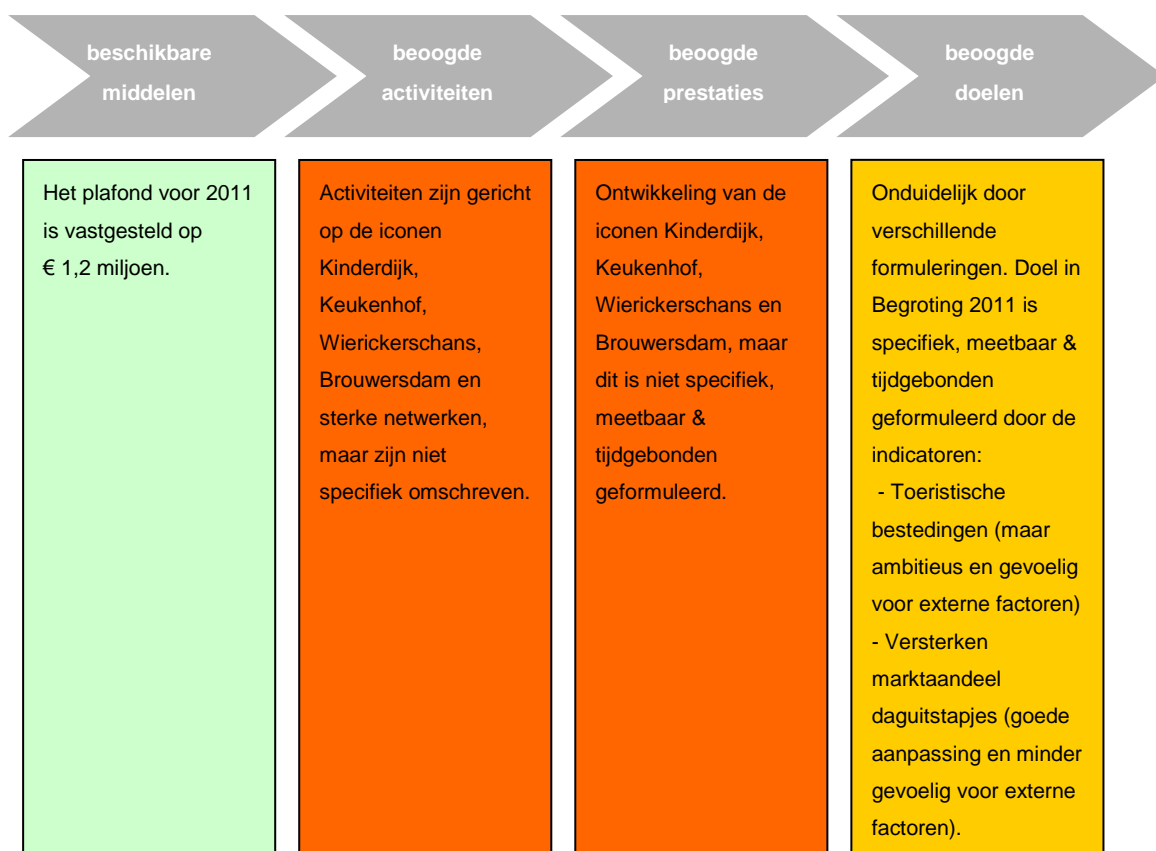 beschikbare
middelen
beoogde
activiteiten
beoogde
prestaties
beoogde
doelen
Het plafond voor 2011
is vastgesteld op
€ 1,2 miljoen.
Activiteiten zijn gericht
op de iconen
Kinderdijk,
Keukenhof,
Wierickerschans,
Brouwersdam en
sterke netwerken,
maar zijn niet
specifiek omschreven.
Ontwikkeling van de
iconen Kinderdijk,
Keukenhof,
Wierickerschans en
Brouwersdam, maar
dit is niet specifiek,
meetbaar &
tijdgebonden
geformuleerd.
Onduidelijk door
verschillende
formuleringen. Doel in
Begroting 2011 is
specifiek, meetbaar &
tijdgebonden
geformuleerd door de
indicatoren:
- Toeristische
bestedingen (maar
ambitieus en gevoelig
voor externe factoren)
- Versterken
marktaandeel
daguitstapjes (goede
aanpassing en minder
gevoelig voor externe
factoren).